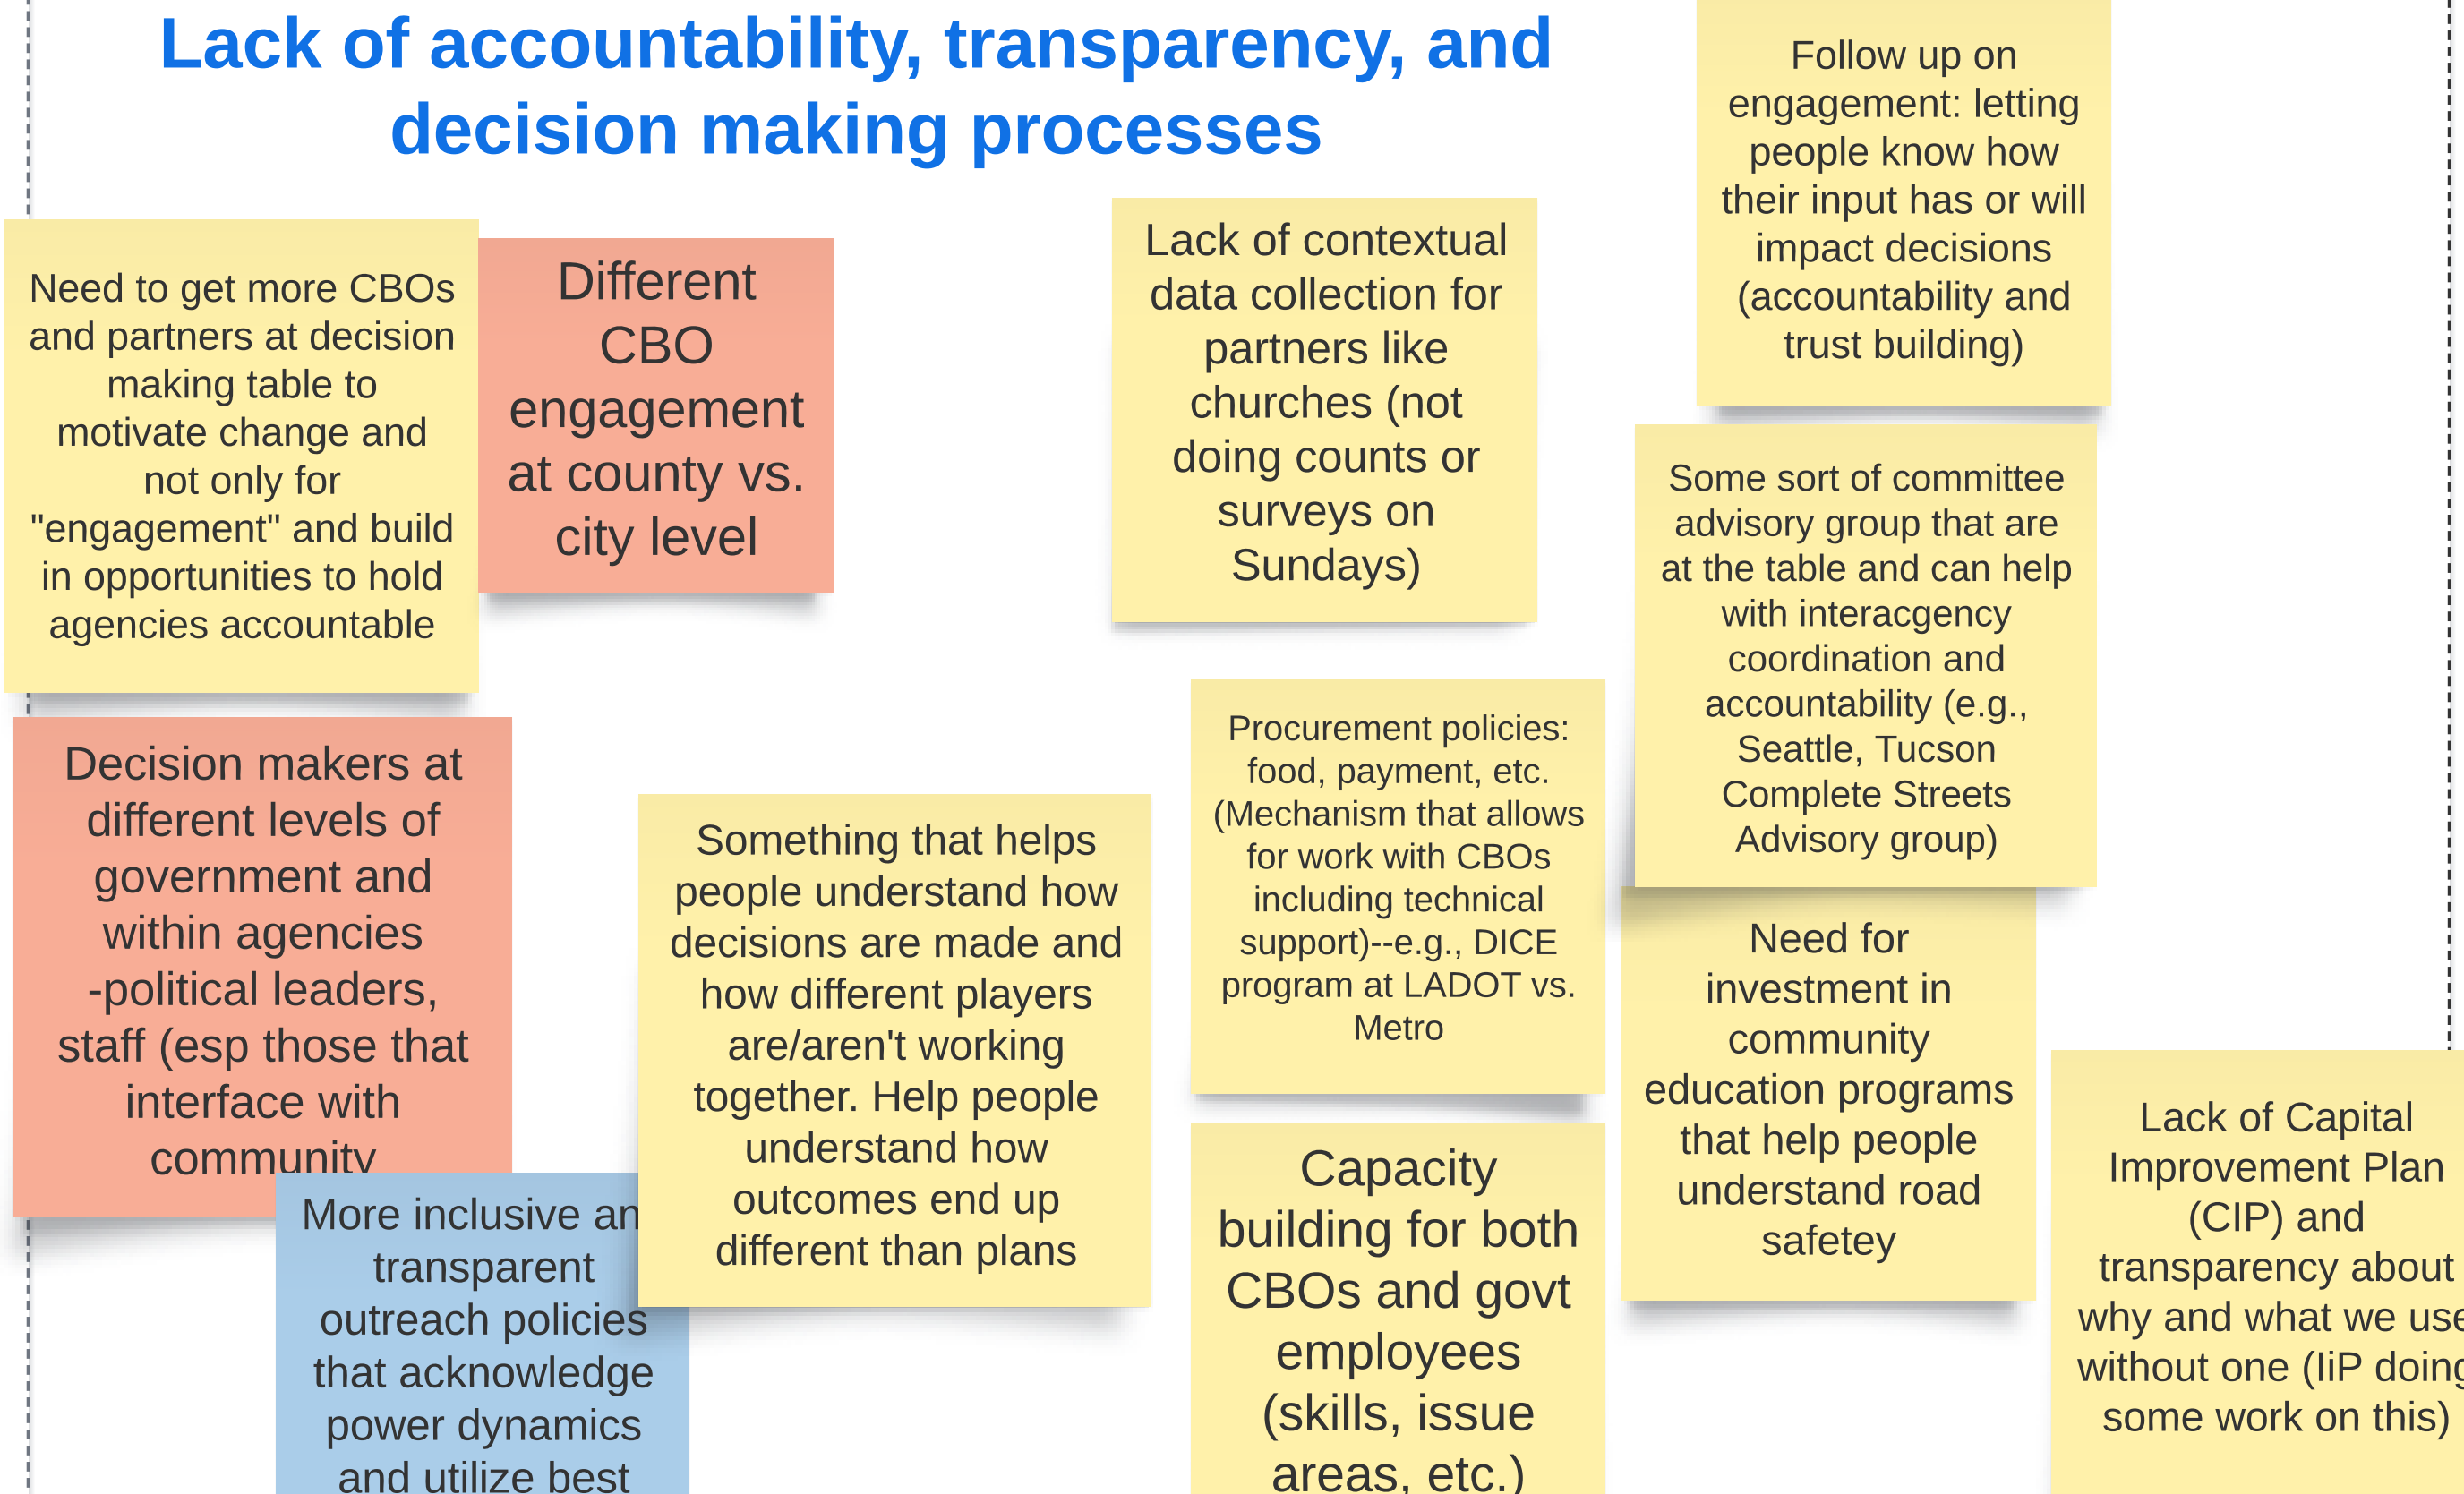 Lack of accountability, transparency, and
decision making processes
Need to get more CBOs
and partners at decision
making table to
motivate change and
not only for
"engagement" and build
in opportunities to hold
agencies accountable
Different
CBO
engagement
at county vs.
city level
Lack of contextual
data collection for
partners like
churches (not
doing counts or
surveys on
Sundays)
Follow up on
engagement: letting
people know how
their input has or will
impact decisions
(accountability and
trust building)
Some sort of committee
advisory group that are
at the table and can help
with interacgency
coordination and
accountability (e.g.,
Seattle, Tucson
Complete Streets
Advisory group)
Decision makers at
different levels of
government and
within agencies
-political leaders,
staff (esp those that
interface with
community
More inclusive an
transparent
outreach policies
that acknowledge
power dynamics
and utilize best
Something that helps
people understand how
decisions are made and
how different players
are/aren't working
together. Help people
understand how
outcomes end up
different than plans
Procurement policies:
food, payment, etc.
(Mechanism that allows
for work with CBOs
including technical
support)--e.g., DICE
program at LADOT vs.
Metro
Capacity
building for both
CBOs and govt
employees
(skills, issue
areas, etc.)
Need for
investment in
community
education programs
that help people
understand road
safetey
Lack of Capital
Improvement Plan
(CIP) and
transparency about
why and what we use
without one (IiP doing
some work on this)